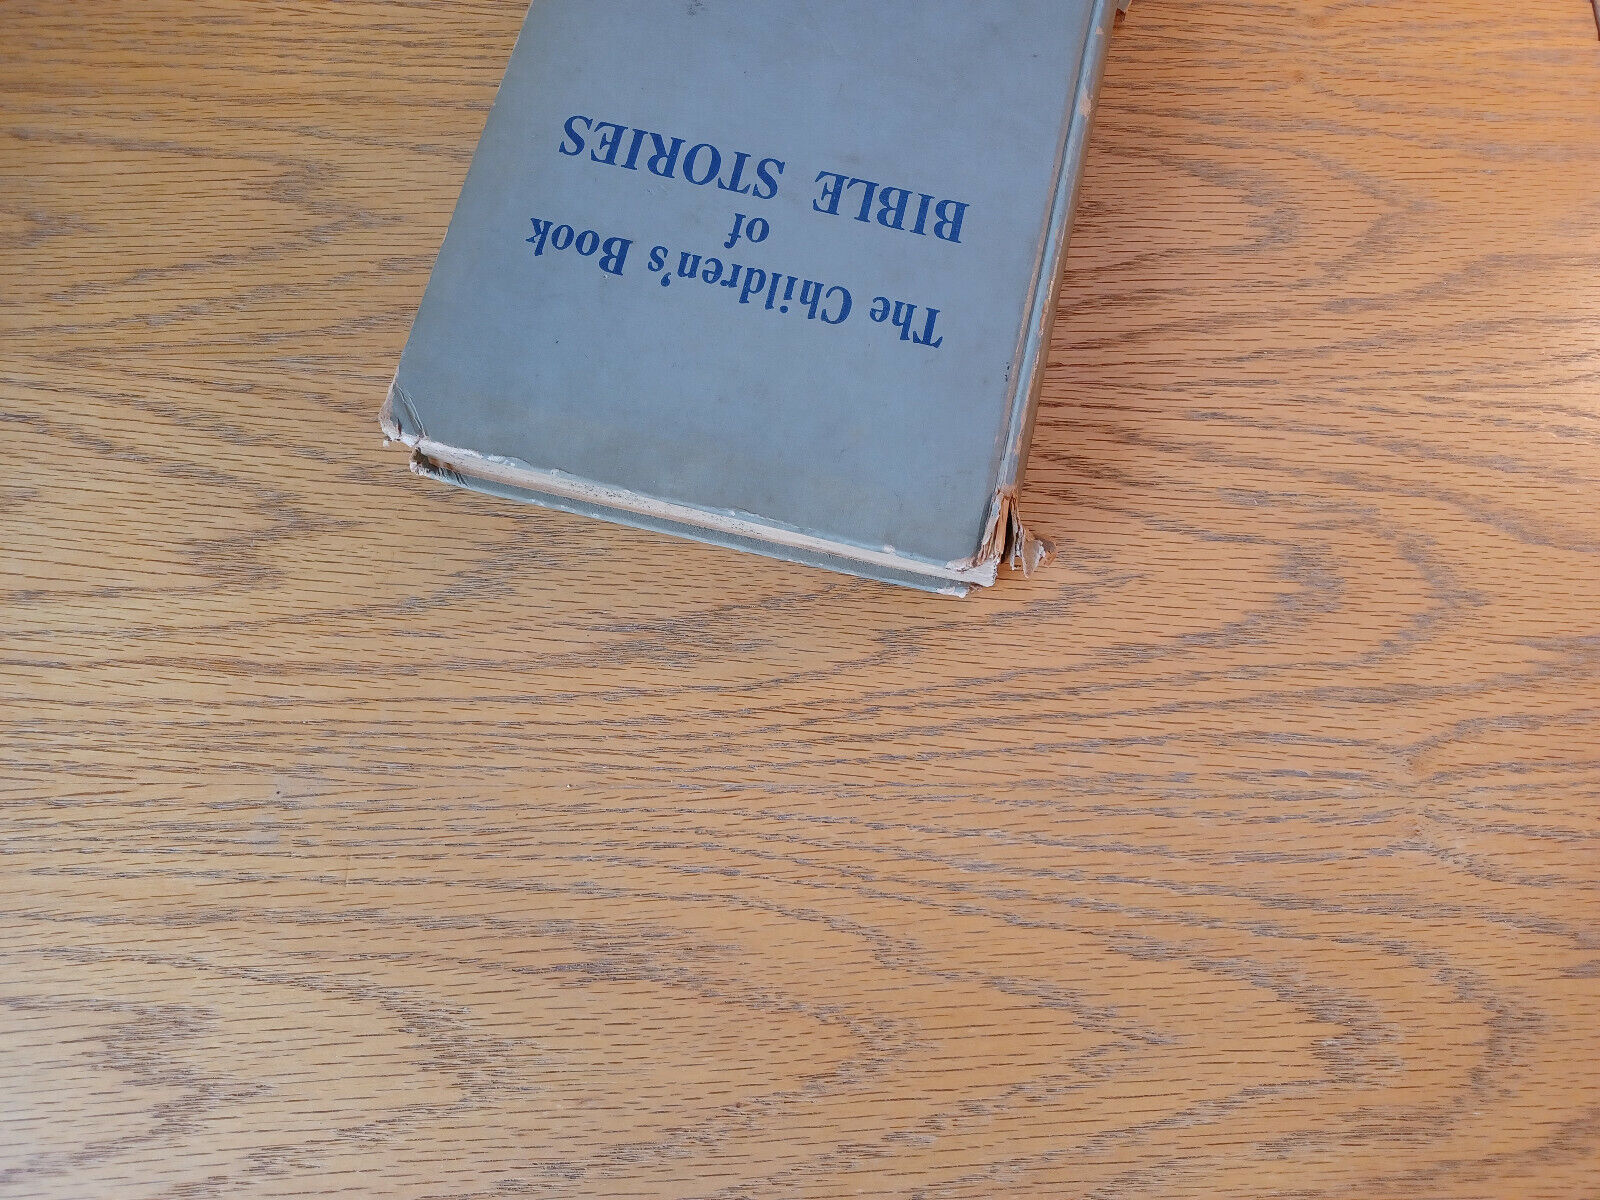 The Children's Book
of
BIBLE STORIES